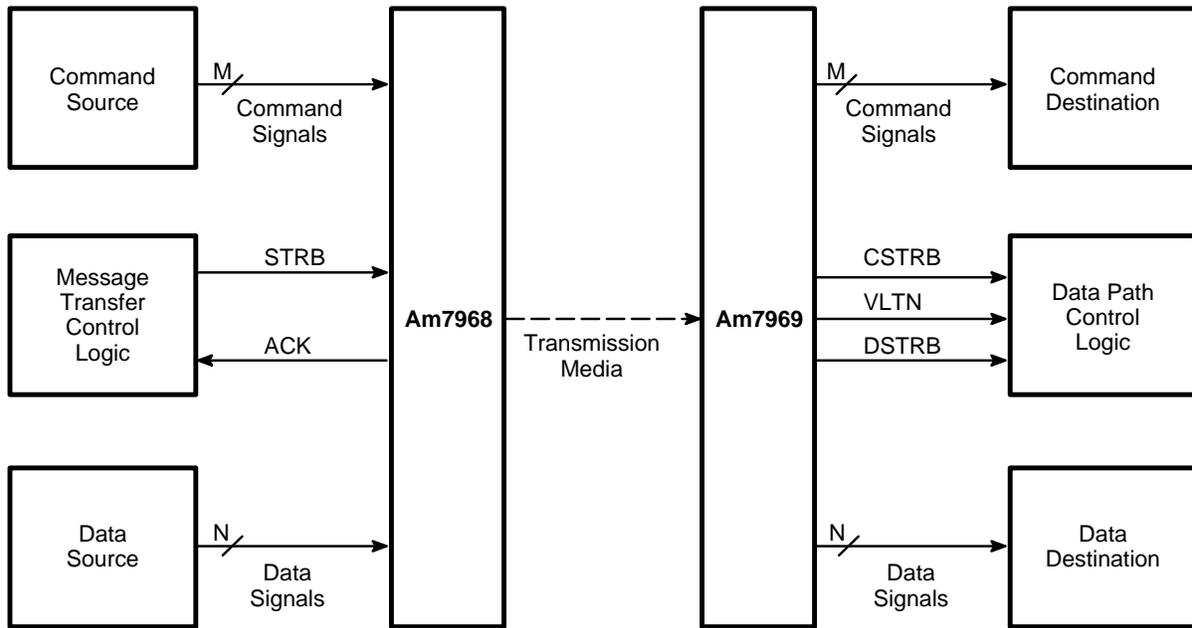 Command
Source
M
Command
Signals
M
Command
Signals
Command
Destination
Message
Transfer
Control
Logic
STRB
ACK
Am7968
Transmission
Media
Am7969
CSTRB
VLTN
DSTRB
Data Path
Control
Logic
Data
Source
N
Data
Signals
N
Data
Signals
Data
Destination